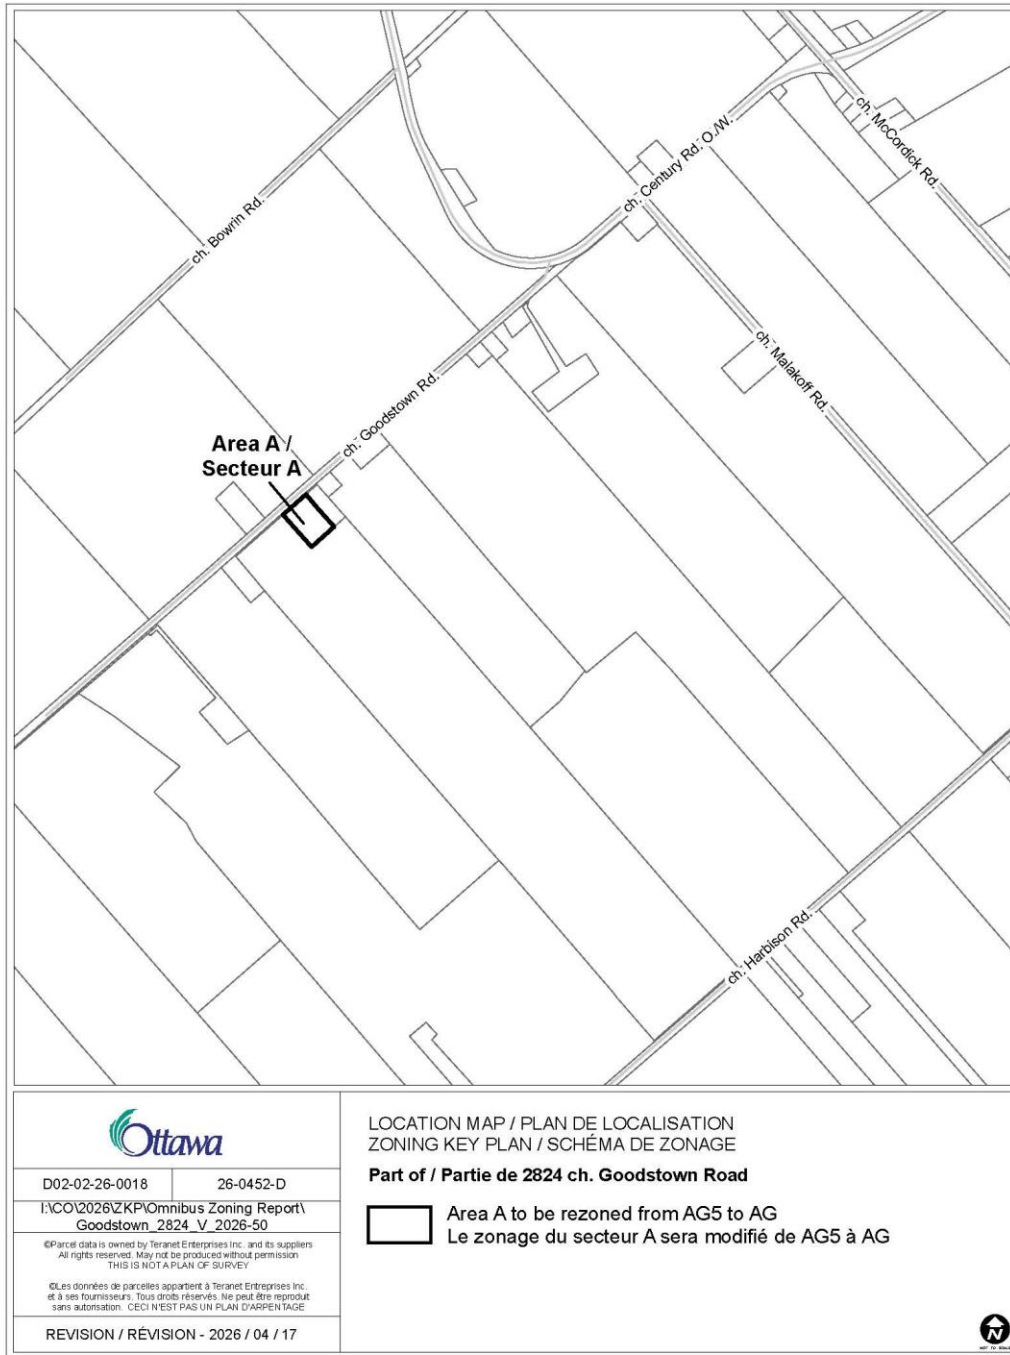 ch. McCordick Rd.
ch. Century Rd. O./W.
ch. Bowrin Rd.
ch. Malakoff Rd.
ch. Goodstown Rd.
Area A /
Secteur A
ch. Harbison Rd.
Ottawa
D02-02-26-0018
26-0452-D
I:\CO\2026\ZKP\Omnibus Zoning Report\
Goodstown_2824_V_2026-50
©Parcel data is owned by Teranet Enterprises Inc. and its suppliers
All rights reserved. May not be produced without permission
THIS IS NOT A PLAN OF SURVEY
©Les données de parcelles appartient à Teranet Entreprises Inc.
et à ses fournisseurs. Tous droits réservés. Ne peut être reproduit
sans autorisation. CECI N'EST PAS UN PLAN D'ARPENTAGE
REVISION / RÉVISION - 2026 / 04 / 17
LOCATION MAP / PLAN DE LOCALISATION
ZONING KEY PLAN / SCHÉMA DE ZONAGE
Part of / Partie de 2824 ch. Goodstown Road
Area A to be rezoned from AG5 to AG
Le zonage du secteur A sera modifié de AG5 à AG
N
NOT TO SCALE